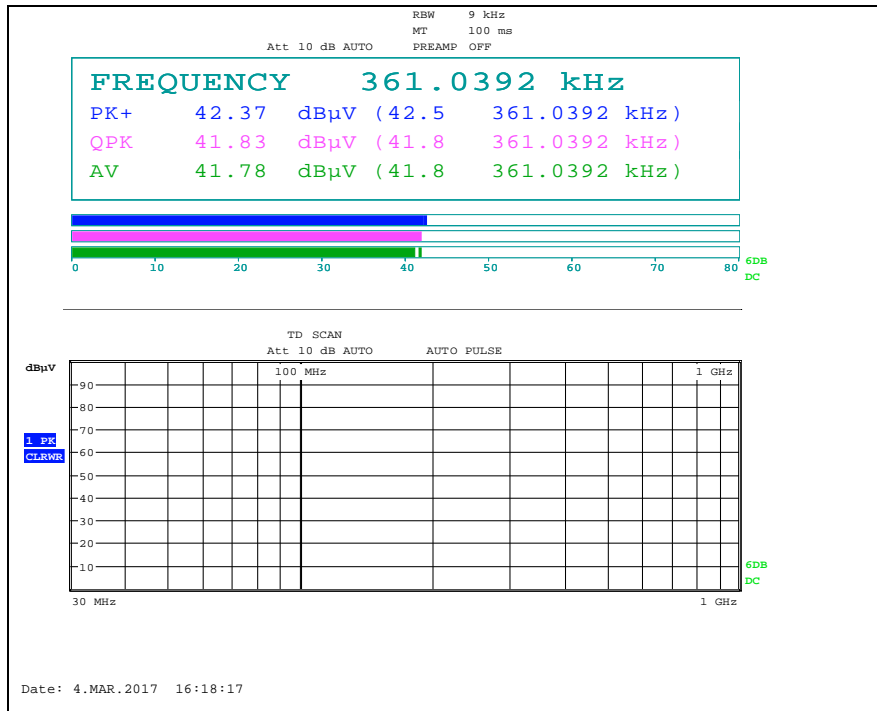 RBW 9 kHz
MT 100 ms
Att 10 dB AUTO PREAMP OFF
FREQUENCY 361.0392 kHz
PK+ 42.37 dBµV (42.5 361.0392 kHz)
QPK 41.83 dBµV (41.8 361.0392 kHz)
AV 41.78 dBµV (41.8 361.0392 kHz)
0 10 20 30 40 50 60 70 80
6DB
DC
TD SCAN
Att 10 dB AUTO AUTO PULSE
dBµV
100 MHz 1 GHz
90
80
70
1 PK
CLRWR
60
50
40
30
20
10
6DB
DC
30 MHz 1 GHz
Date: 4.MAR.2017 16:18:17